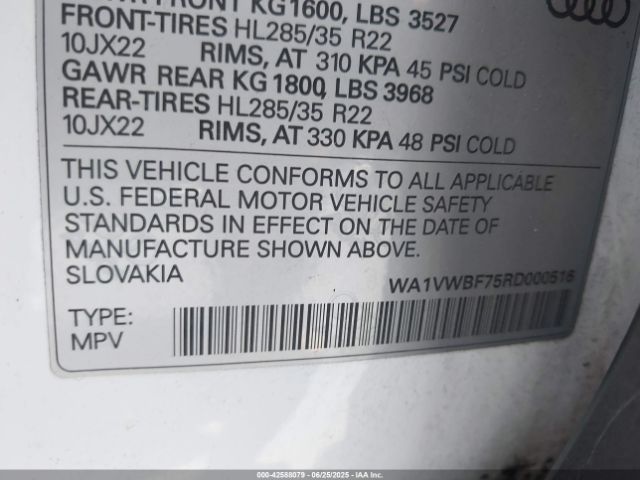 KG1600, LBS 3527
FRONT-TIRES HL285/35 R22
10JX22 RIMS, AT 310 KPA 45 PSI COLD
GAWR REAR KG 1800, LBS 3968
REAR-TIRES HL285/35 R22
10JX22 RIMS, AT 330 KPA 48 PSI COLD
THIS VEHICLE CONFORMS TO ALL APPLICABLE
U.S. FEDERAL MOTOR VEHICLE SAFETY
STANDARDS IN EFFECT ON THE DATE OF
MANUFACTURE SHOWN ABOVE.
SLOVAKIA WA1VWBF75RD000516
TYPE:
MPV
000-42588079 - 06/25/2025 - IAAI, Inc.